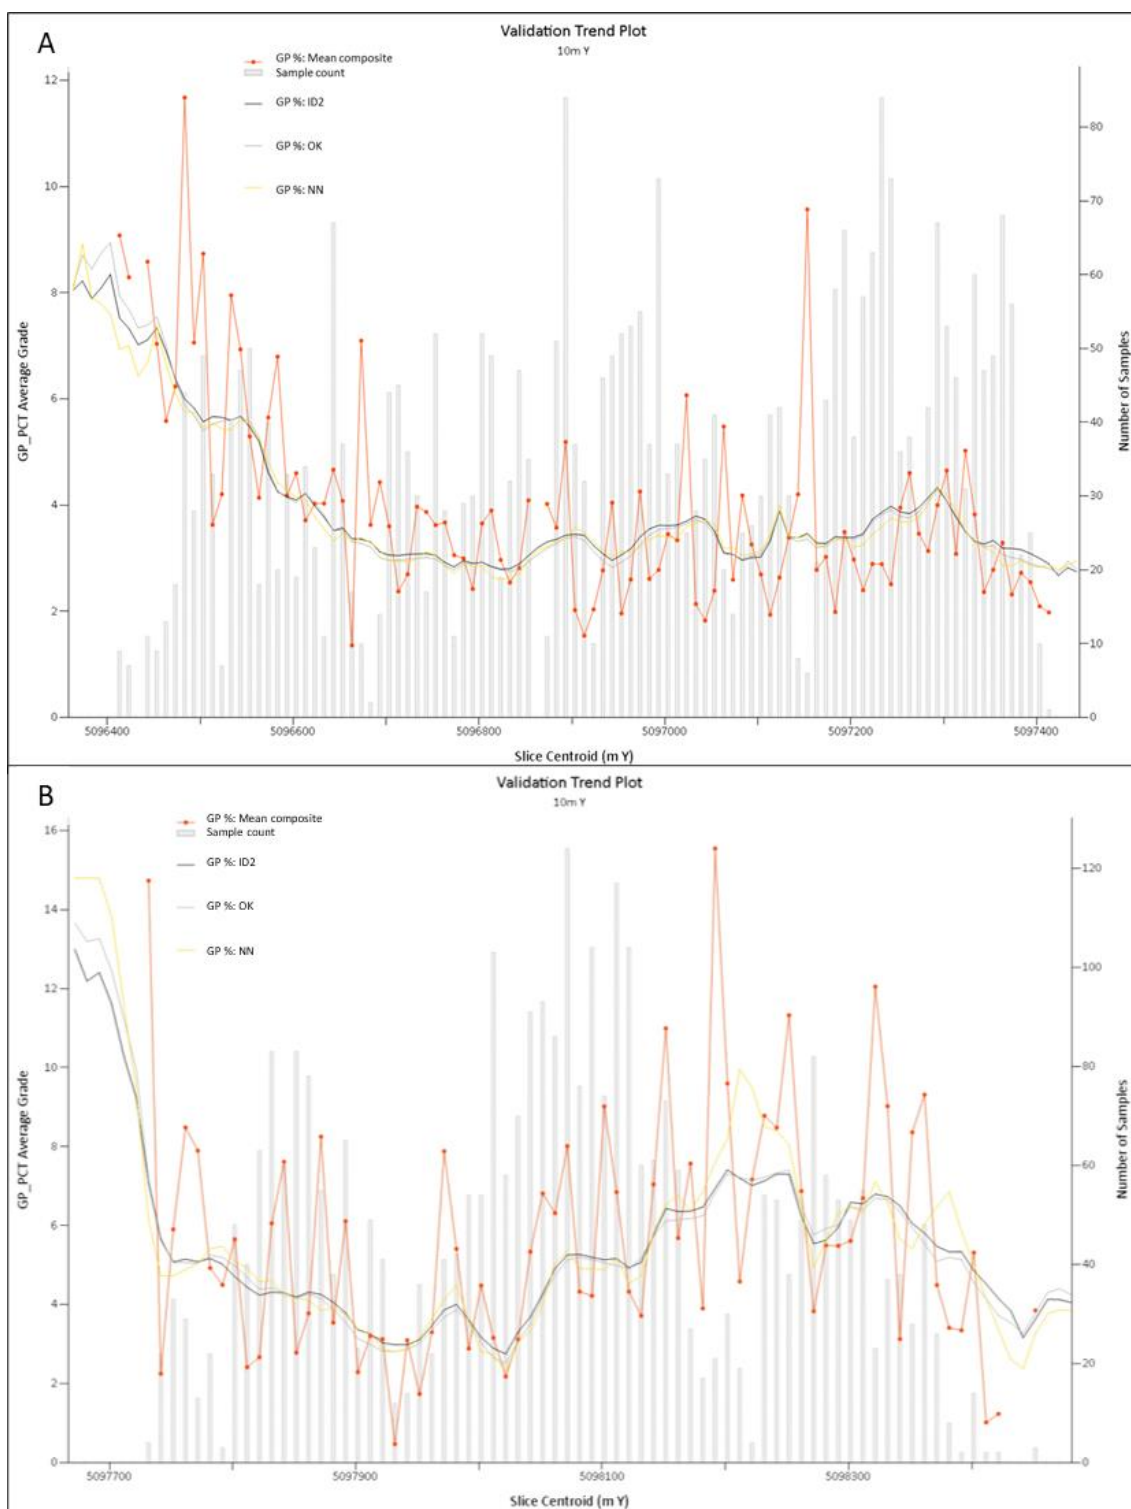 A
Validation Trend Plot
10m Y
GP %: Mean composite
Sample count
GP %: ID2
GP %: OK
GP %: NN
GP_PCT Average Grade
12
10
8
6
4
2
0
Number of Samples
80
70
60
50
40
30
20
10
0
5096400 5096600 5096800 5097000 5097200 5097400
Slice Centroid (m Y)
B
Validation Trend Plot
10m Y
GP %: Mean composite
Sample count
GP %: ID2
GP %: OK
GP %: NN
GP_PCT Average Grade
16
14
12
10
8
6
4
2
0
Number of Samples
120
100
80
60
40
20
0
5097700 5097900 5098100 5098300
Slice Centroid (m Y)